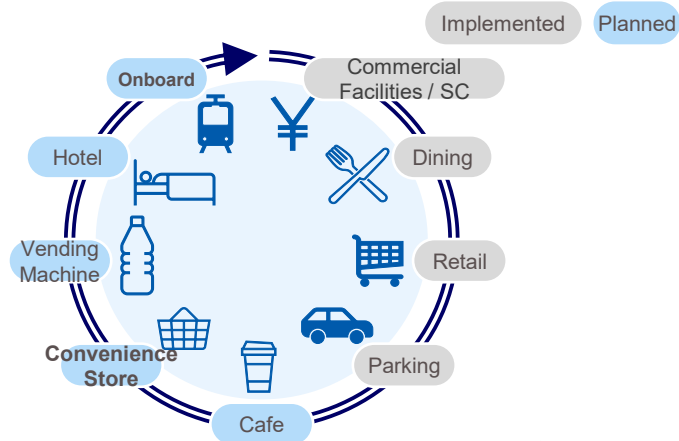 Implemented
Planned
Onboard
Commercial
Facilities / SC
Hotel
Dining
Vending
Machine
Retail
Convenience
Store
Parking
Cafe